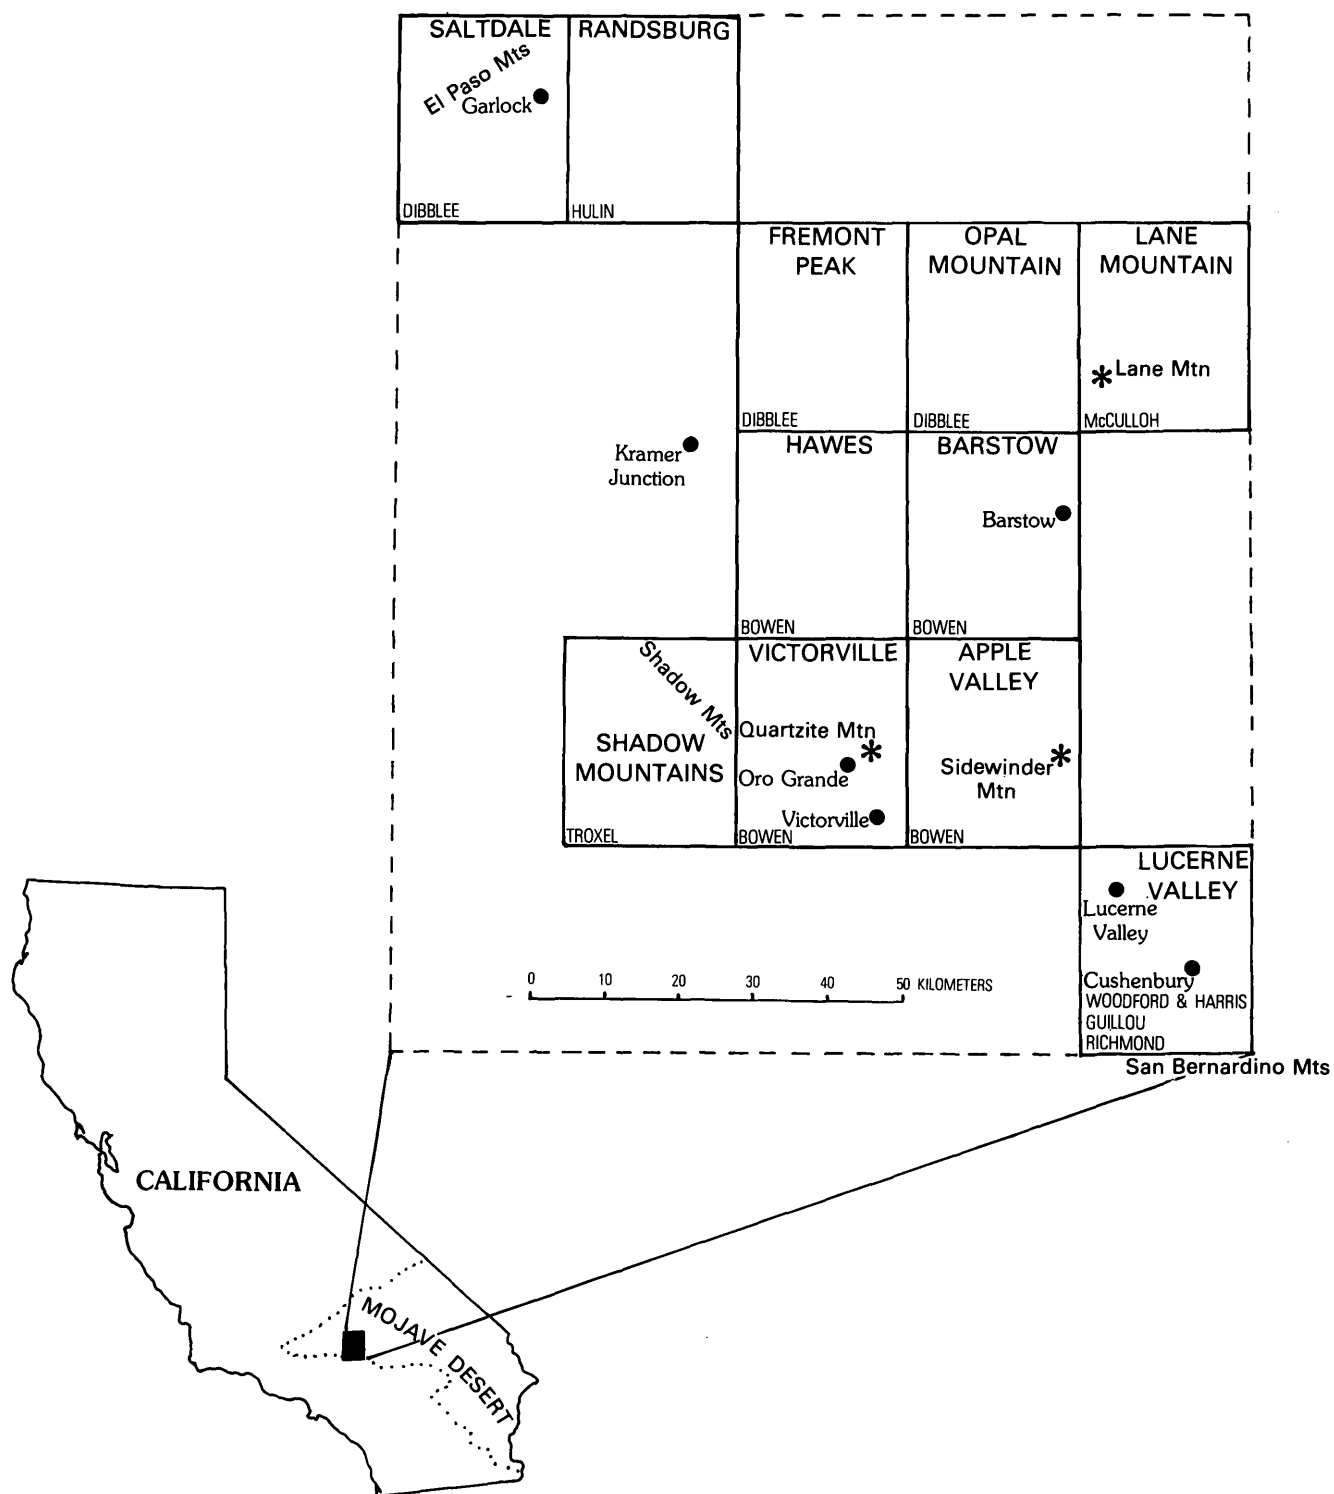 SALTDALE
RANDSBURG
El Paso Mts
Garlock
DIBBLEE
HULIN
FREMONT
PEAK
OPAL
MOUNTAIN
LANE
MOUNTAIN
Lane Mtn
DIBBLEE
DIBBLEE
McCULLOH
HAWES
BARSTOW
Kramer
Junction
Barstow
BOWEN
BOWEN
Shadow Mts
VICTORVILLE
APPLE
VALLEY
SHADOW
MOUNTAINS
Quartzite Mtn
Oro Grande
Sidewinder
Mtn
Victorville
TROXEL
BOWEN
BOWEN
LUCERNE
VALLEY
Lucerne
Valley
Cushenbury
WOODFORD & HARRIS
GUILLOU
RICHMOND
0 10 20 30 40 50 KILOMETERS
San Bernardino Mts
CALIFORNIA
MOJAVE DESERT